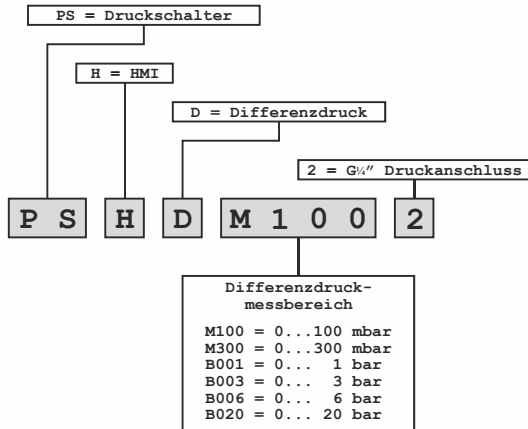 PS = Druckschalter
H = HMI
D = Differenzdruck
2 = G¼" Druckanschluss
P S H D M 1 0 0 2
Differenzdruck-
messbereich
M100 = 0...100 mbar
M300 = 0...300 mbar
B001 = 0... 1 bar
B003 = 0... 3 bar
B006 = 0... 6 bar
B020 = 0... 20 bar